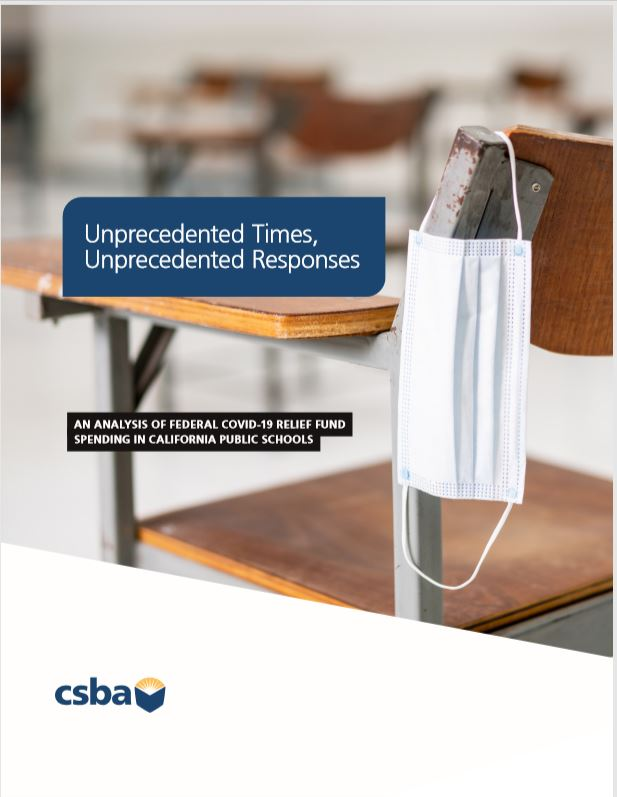 Unprecedented Times,
Unprecedented Responses
AN ANALYSIS OF FEDERAL COVID-19 RELIEF FUND
SPENDING IN CALIFORNIA PUBLIC SCHOOLS
csba